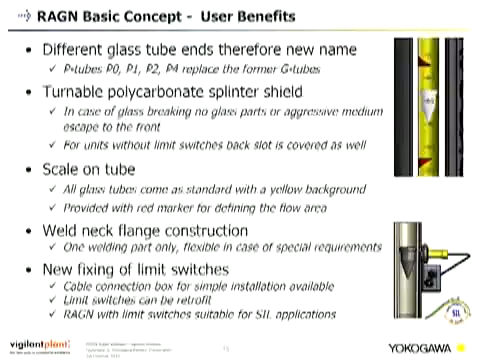 RAGN Basic Concept - User Benefits
• Different glass tube ends therefore new name
✓ P-tubes P0, P1, P2, P4 replace the former G-tubes
• Turnable polycarbonate splinter shield
✓ In case of glass breaking no glass parts or aggressive medium
escape to the front
✓ For units without limit switches back slot is covered as well
• Scale on tube
✓ All glass tubes come as standard with a yellow background
✓ Provided with red marker for defining the flow area
• Weld neck flange construction
✓ One welding part only, flexible in case of special requirements
• New fixing of limit switches
✓ Cable connection box for simple installation available
✓ Limit switches can be retrofit
✓ RAGN with limit switches suitable for SIL applications
SIL
vigilantplant
YOKOGAWA